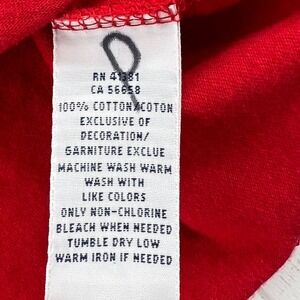 RN 41381
CA 56658
100% COTTON/COTON
EXCLUSIVE OF
DECORATION/
GARNITURE EXCLUE
MACHINE WASH WARM
WASH WITH
LIKE COLORS
ONLY NON-CHLORINE
BLEACH WHEN NEEDED
TUMBLE DRY LOW
WARM IRON IF NEEDED